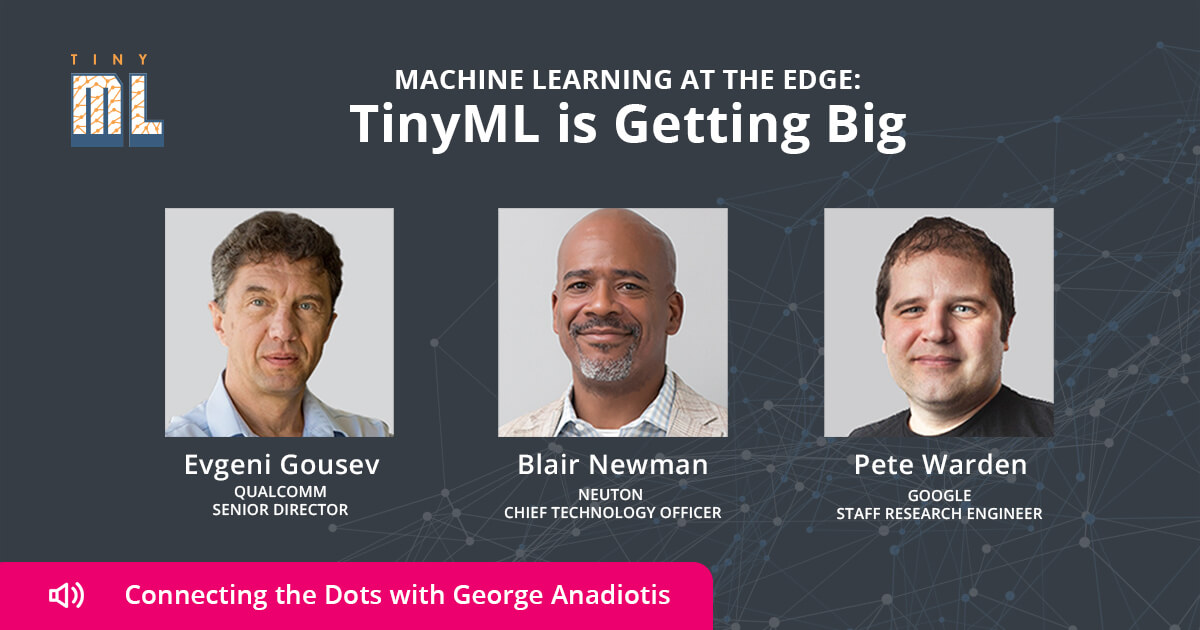 TINY
ML
MACHINE LEARNING AT THE EDGE:
TinyML is Getting Big
Evgeni Gousev
QUALCOMM
SENIOR DIRECTOR
Blair Newman
NEUTON
CHIEF TECHNOLOGY OFFICER
Pete Warden
GOOGLE
STAFF RESEARCH ENGINEER
Connecting the Dots with George Anadiotis